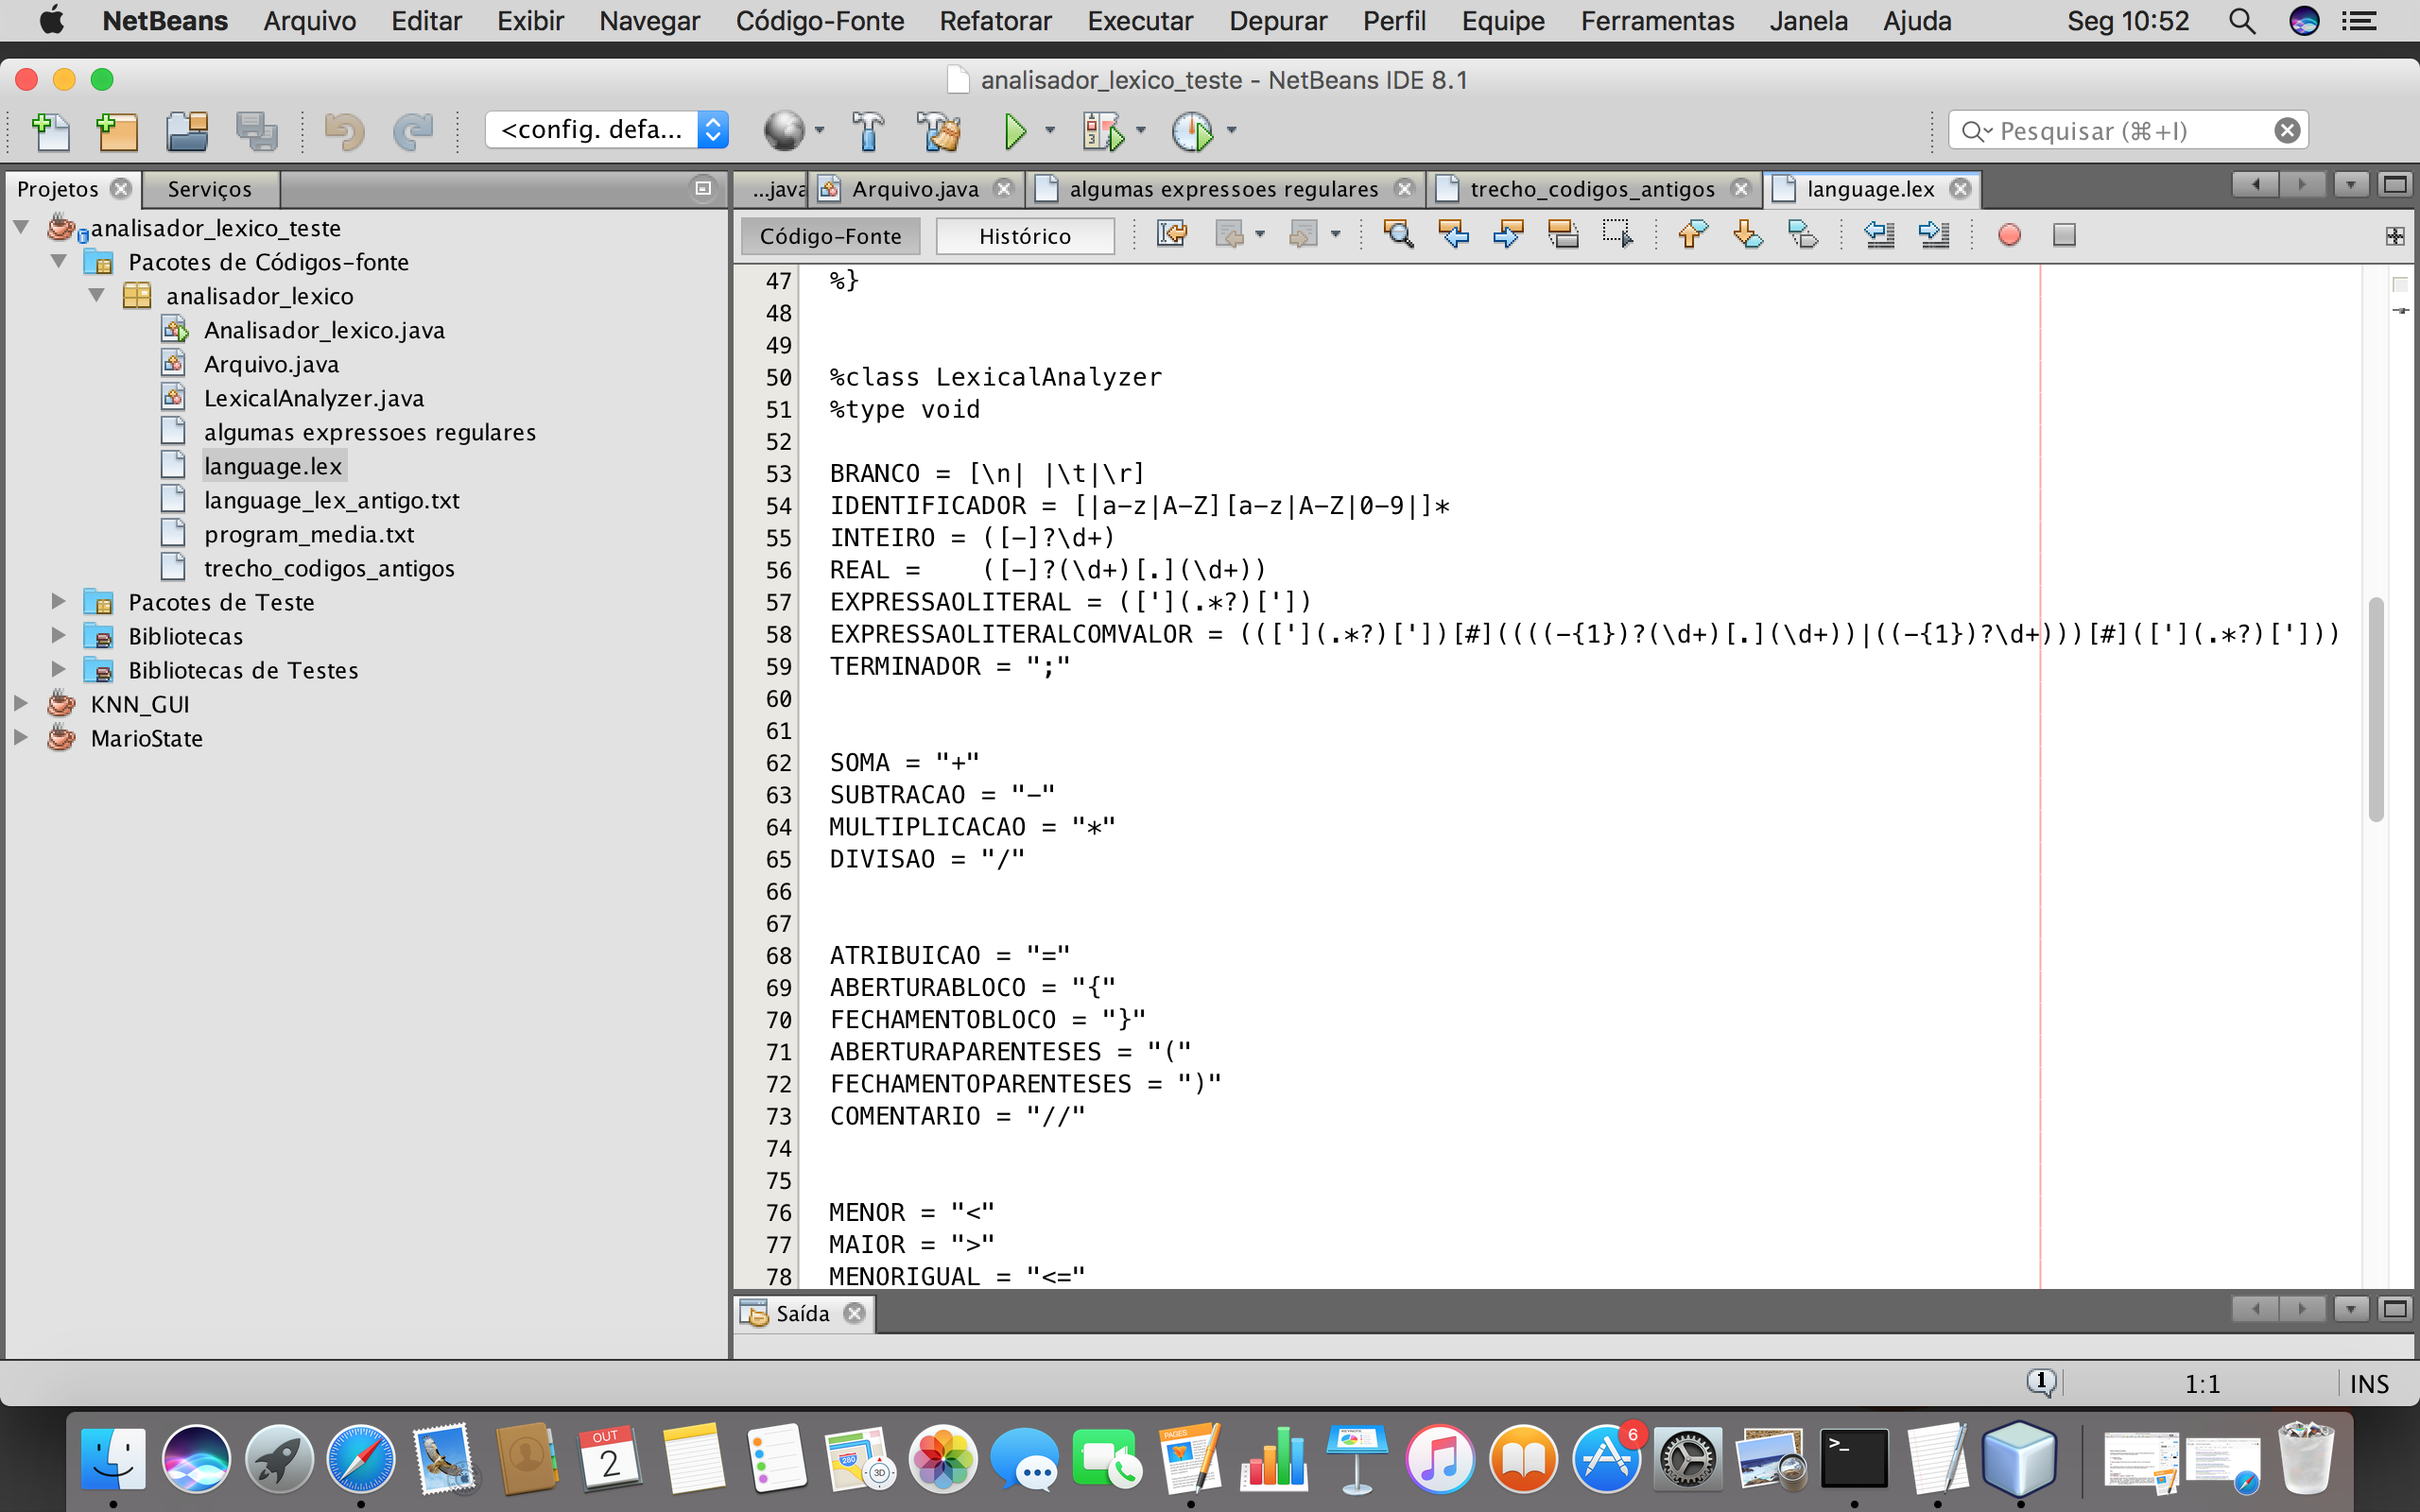 NetBeans Arquivo Editar Exibir Navegar Código-Fonte Refatorar Executar Depurar Perfil Equipe Ferramentas Janela Ajuda Seg 10:52
analisador_lexico_teste - NetBeans IDE 8.1
<config. defa... Pesquisar (⌘+I)
Projetos Serviços
...java Arquivo.java algumas expressoes regulares trecho_codigos_antigos language.lex
Código-Fonte Histórico
analisador_lexico_teste
Pacotes de Códigos-fonte
analisador_lexico
Analisador_lexico.java
Arquivo.java
LexicalAnalyzer.java
algumas expressoes regulares
language.lex
language_lex_antigo.txt
program_media.txt
trecho_codigos_antigos
Pacotes de Teste
Bibliotecas
Bibliotecas de Testes
KNN_GUI
MarioState
47 %}
48
49
50 %class LexicalAnalyzer
51 %type void
52
53 BRANCO = [\n| |\t|\r]
54 IDENTIFICADOR = [|a-z|A-Z][a-z|A-Z|0-9|]*
55 INTEIRO = ([-]?\d+)
56 REAL =    ([-]?(\d+)[.](\d+))
57 EXPRESSAOLITERAL = (['](.*?)['])
58 EXPRESSAOLITERALCOMVALOR = ((['](.*?)['])[#]((((-{1})?(\d+)[.](\d+))|((-{1})?\d+)))[#](['](.*?)[']))
59 TERMINADOR = ";"
60
61
62 SOMA = "+"
63 SUBTRACAO = "-"
64 MULTIPLICACAO = "*"
65 DIVISAO = "/"
66
67
68 ATRIBUICAO = "="
69 ABERTURABLOCO = "{"
70 FECHAMENTOBLOCO = "}"
71 ABERTURAPARENTESES = "("
72 FECHAMENTOPARENTESES = ")"
73 COMENTARIO = "//"
74
75
76 MENOR = "<"
77 MAIOR = ">"
78 MENORIGUAL = "<="
Saída
1 1:1 INS
OUT
2
280
3D
PAGES
6
>_